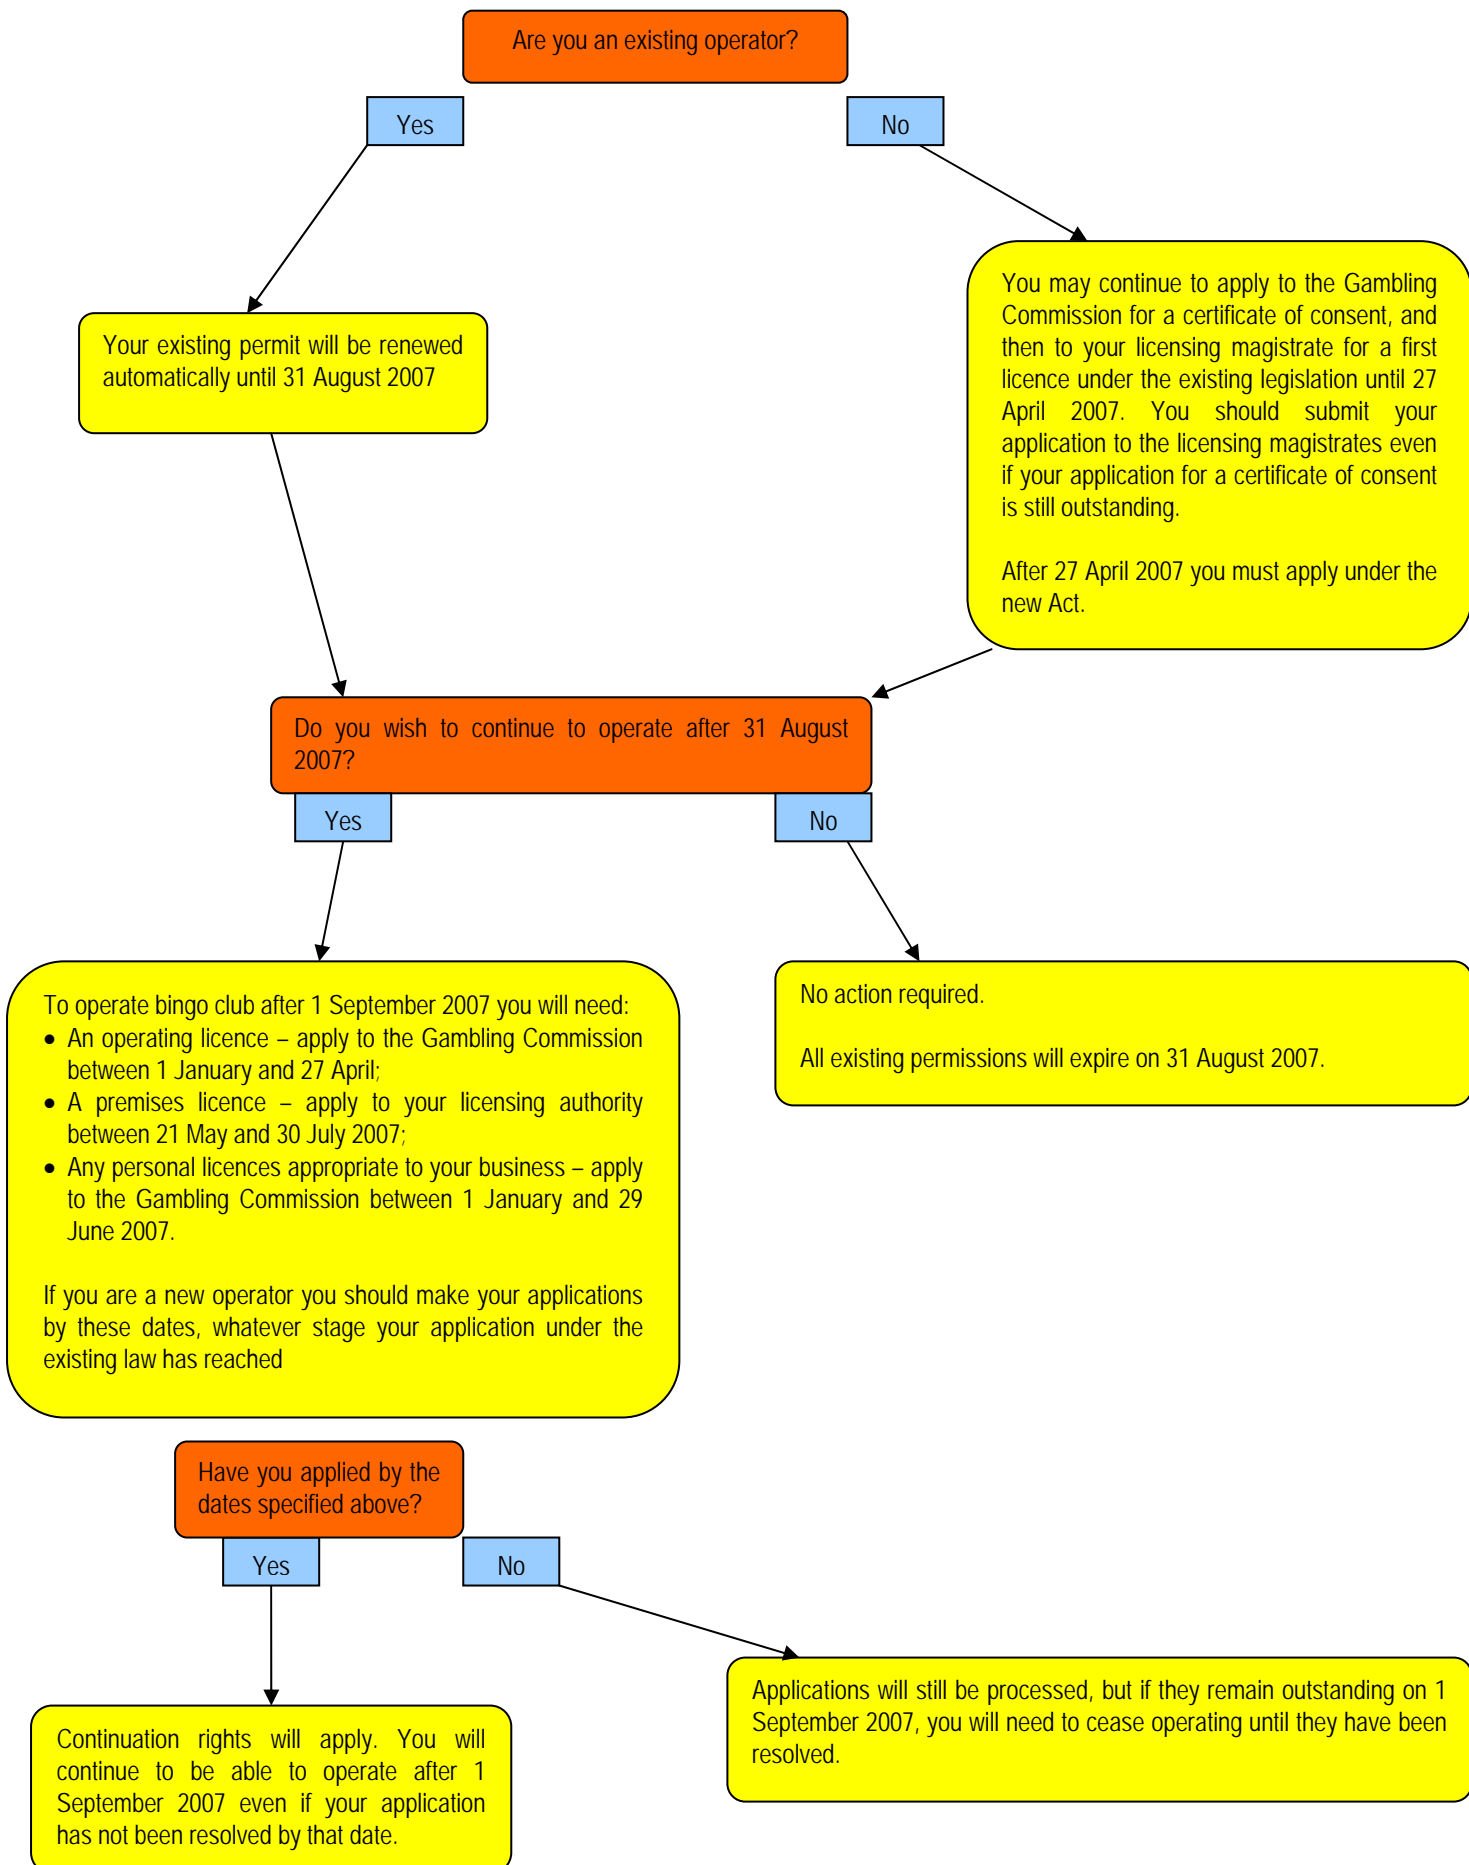 Are you an existing operator?
Yes
No
Your existing permit will be renewed
automatically until 31 August 2007
You may continue to apply to the Gambling
Commission for a certificate of consent, and
then to your licensing magistrate for a first
licence under the existing legislation until 27
April 2007. You should submit your
application to the licensing magistrates even
if your application for a certificate of consent
is still outstanding.
After 27 April 2007 you must apply under the
new Act.
Do you wish to continue to operate after 31 August
2007?
Yes
No
To operate bingo club after 1 September 2007 you will need:
• An operating licence – apply to the Gambling Commission
between 1 January and 27 April;
• A premises licence – apply to your licensing authority
between 21 May and 30 July 2007;
• Any personal licences appropriate to your business – apply
to the Gambling Commission between 1 January and 29
June 2007.
If you are a new operator you should make your applications
by these dates, whatever stage your application under the
existing law has reached
No action required.
All existing permissions will expire on 31 August 2007.
Have you applied by the
dates specified above?
Yes
No
Continuation rights will apply. You will
continue to be able to operate after 1
September 2007 even if your application
has not been resolved by that date.
Applications will still be processed, but if they remain outstanding on 1
September 2007, you will need to cease operating until they have been
resolved.